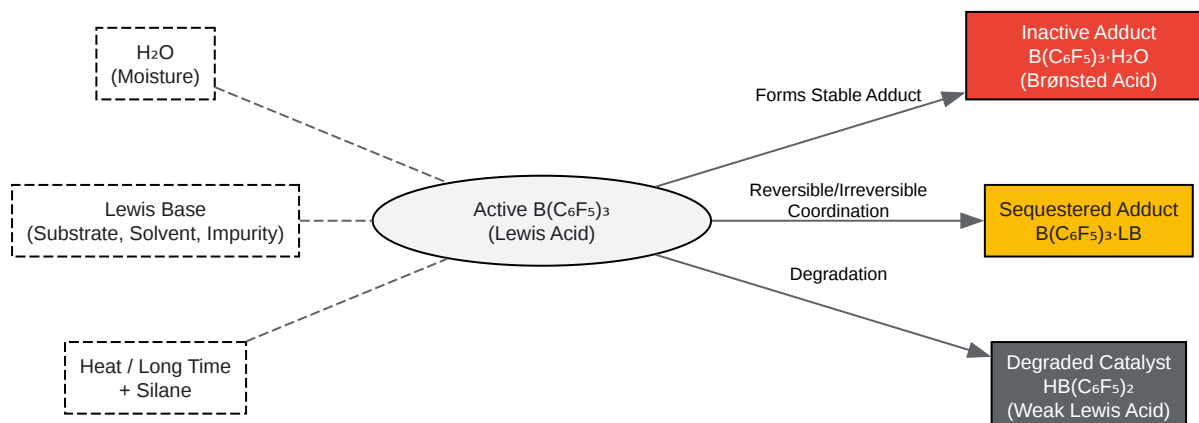 H₂O
(Moisture)
Lewis Base
(Substrate, Solvent, Impurity)
Heat / Long Time
+ Silane
Active B(C₆F₅)₃
(Lewis Acid)
Forms Stable Adduct
Reversible/Irreversible
Coordination
Degradation
Inactive Adduct
B(C₆F₅)₃·H₂O
(Brønsted Acid)
Sequestered Adduct
B(C₆F₅)₃·LB
Degraded Catalyst
HB(C₆F₅)₂
(Weak Lewis Acid)